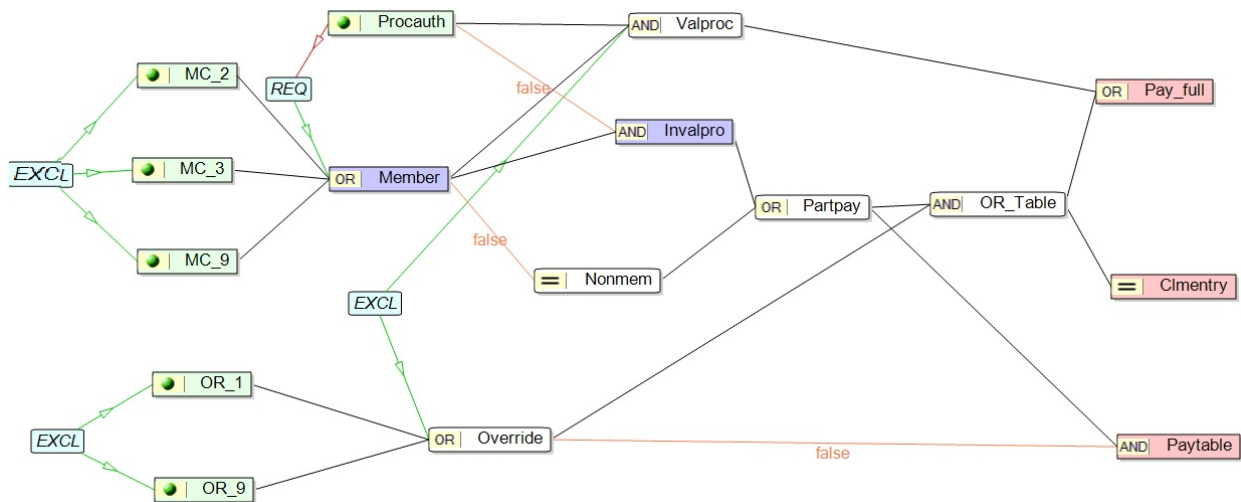 Procauth
AND Valproc
MC_2
REQ
false
OR Pay_full
AND Invalpro
EXCL
MC_3
OR Member
OR Partpay
AND OR_Table
false
MC_9
= Nonmem
= Clmentry
EXCL
OR_1
EXCL
OR Override
false
AND Paytable
OR_9